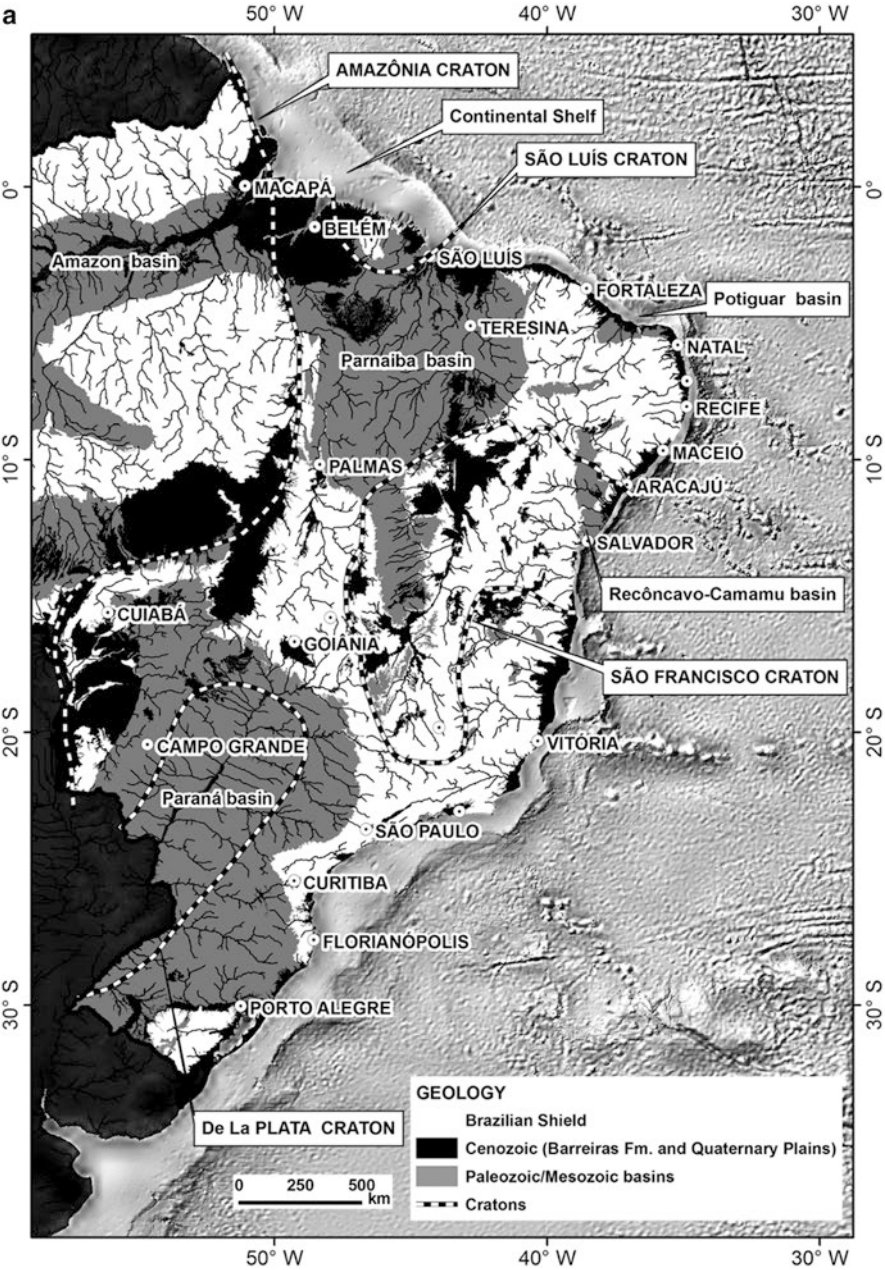 a
50° W
40° W
30° W
AMAZÔNIA CRATON
Continental Shelf
SÃO LUÍS CRATON
0°
MACAPÁ
0°
BELÉM
Amazon basin
SÃO LUÍS
FORTALEZA
Potiguar basin
TERESINA
NATAL
Parnaiba basin
RECIFE
10°S
MACEIÓ
10°S
PALMAS
ARACAJÚ
SALVADOR
Recôncavo-Camamu basin
CUIABÁ
GOIÂNIA
SÃO FRANCISCO CRATON
20° S
CAMPO GRANDE
VITÓRIA
20° S
Paraná basin
SÃO PAULO
CURITIBA
FLORIANÓPOLIS
30°S
PORTO ALEGRE
30°S
GEOLOGY
Brazilian Shield
De La PLATA CRATON
Cenozoic (Barreiras Fm. and Quaternary Plains)
Paleozoic/Mesozoic basins
0 250 500
km
Cratons
50° W
40° W
30° W